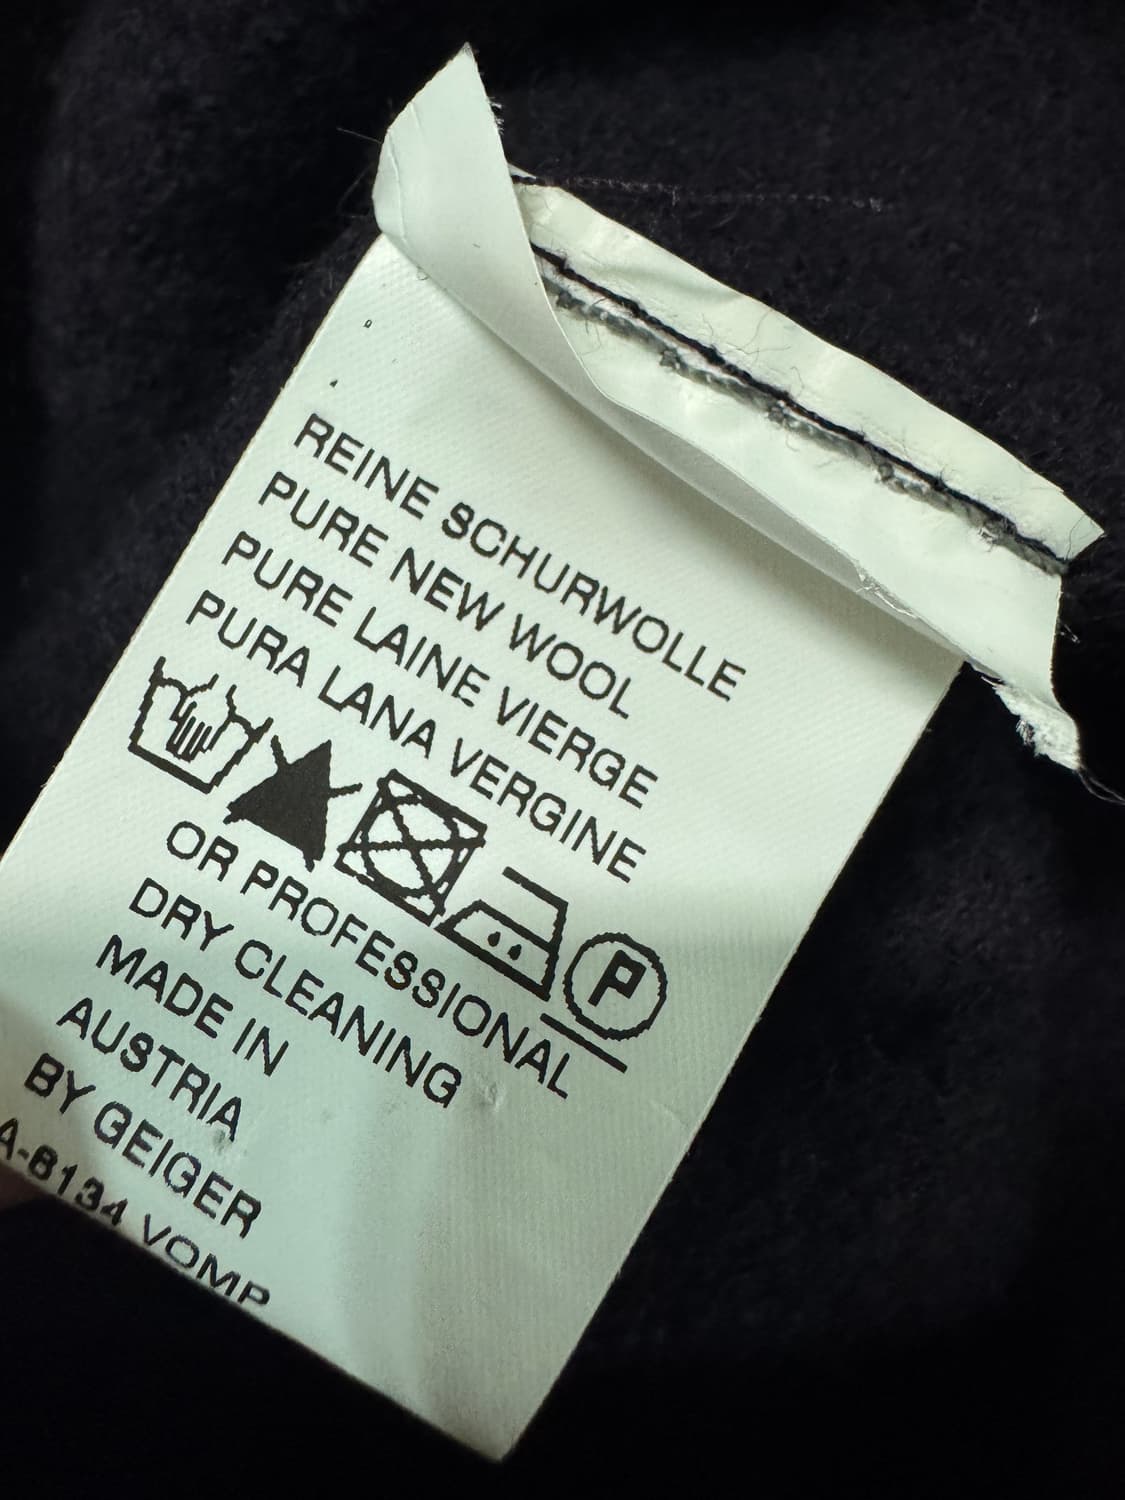 REINE SCHURWOLLE
PURE NEW WOOL
PURE LAINE VIERGE
PURA LANA VERGINE
P
OR PROFESSIONAL
DRY CLEANING
MADE IN
AUSTRIA
BY GEIGER
A-6134 VOMP